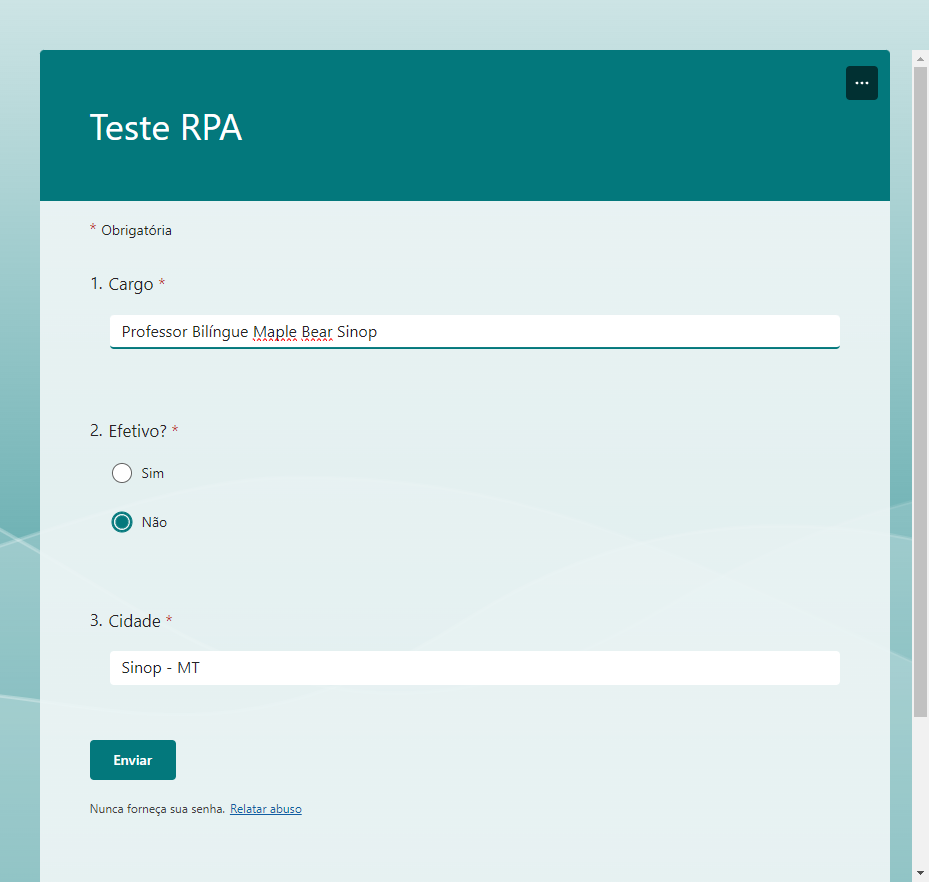 ...
Teste RPA
* Obrigatória
1. Cargo *
Professor Bilíngue Maple Bear Sinop
2. Efetivo? *
Sim
Não
3. Cidade *
Sinop - MT
Enviar
Nunca forneça sua senha. Relatar abuso